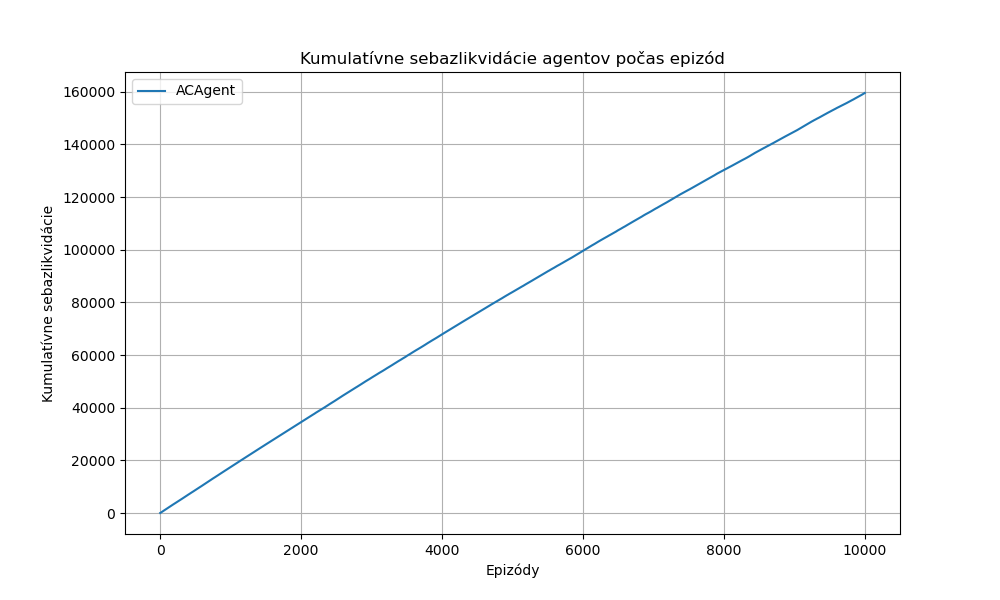 Kumulatívne sebazlikvidácie agentov počas epizód
ACAgent
Kumulatívne sebazlikvidácie
160000
140000
120000
100000
80000
60000
40000
20000
0
0 2000 4000 6000 8000 10000
Epizódy